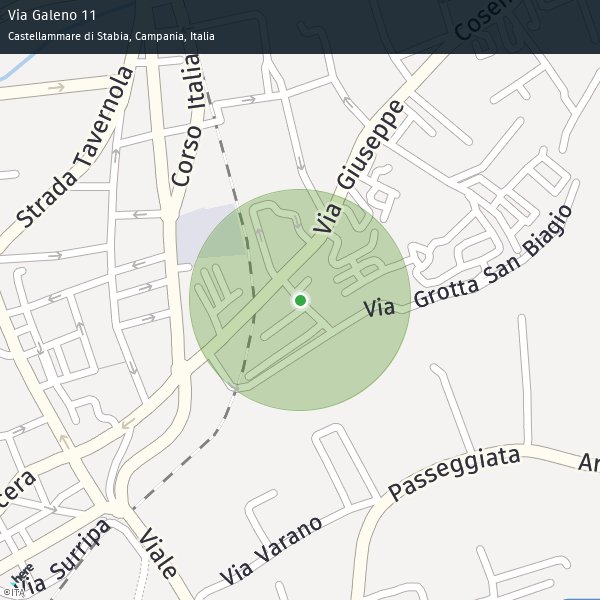 Via Galeno 11
Castellammare di Stabia, Campania, Italia
Strada Tavernola
Corso Italia
Via Giuseppe
Cosen
Via Grotta San Biagio
Passeggiata
Ar
cera
Via Surripa
Viale
Via Varano
here
©ITA